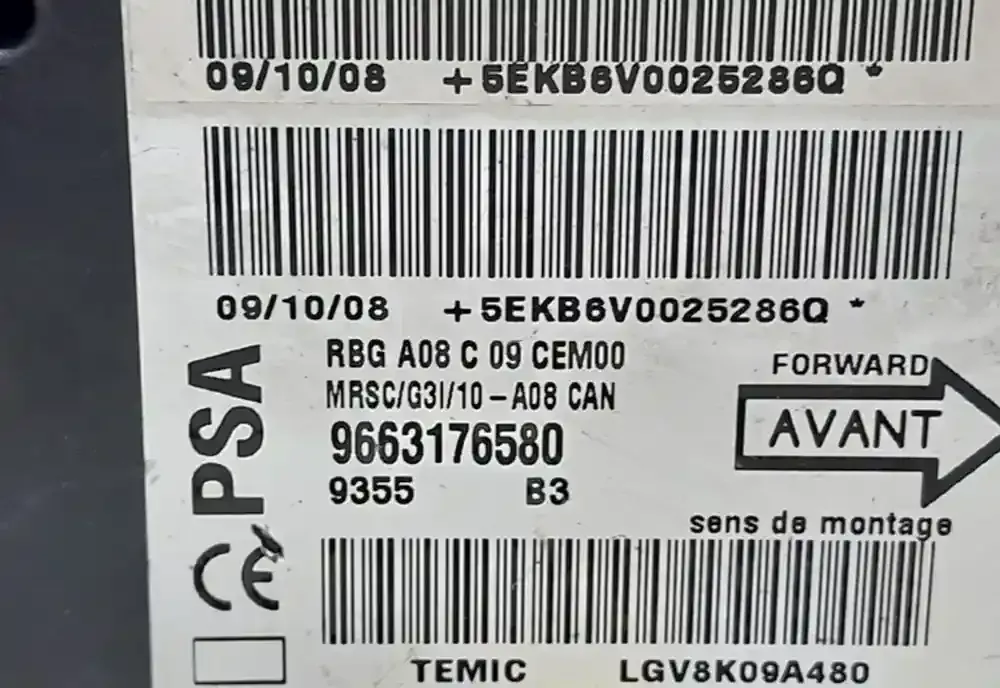 09/10/08 +5EKB6V0025286Q *
09/10/08 +5EKB6V0025286Q *
PSA
RBG A08 C 09 CEM00
MRSC/G3I/10-A08 CAN
9663176580
9355 B3
FORWARD
AVANT
sens de montage
CE
TEMIC LGV8K09A480